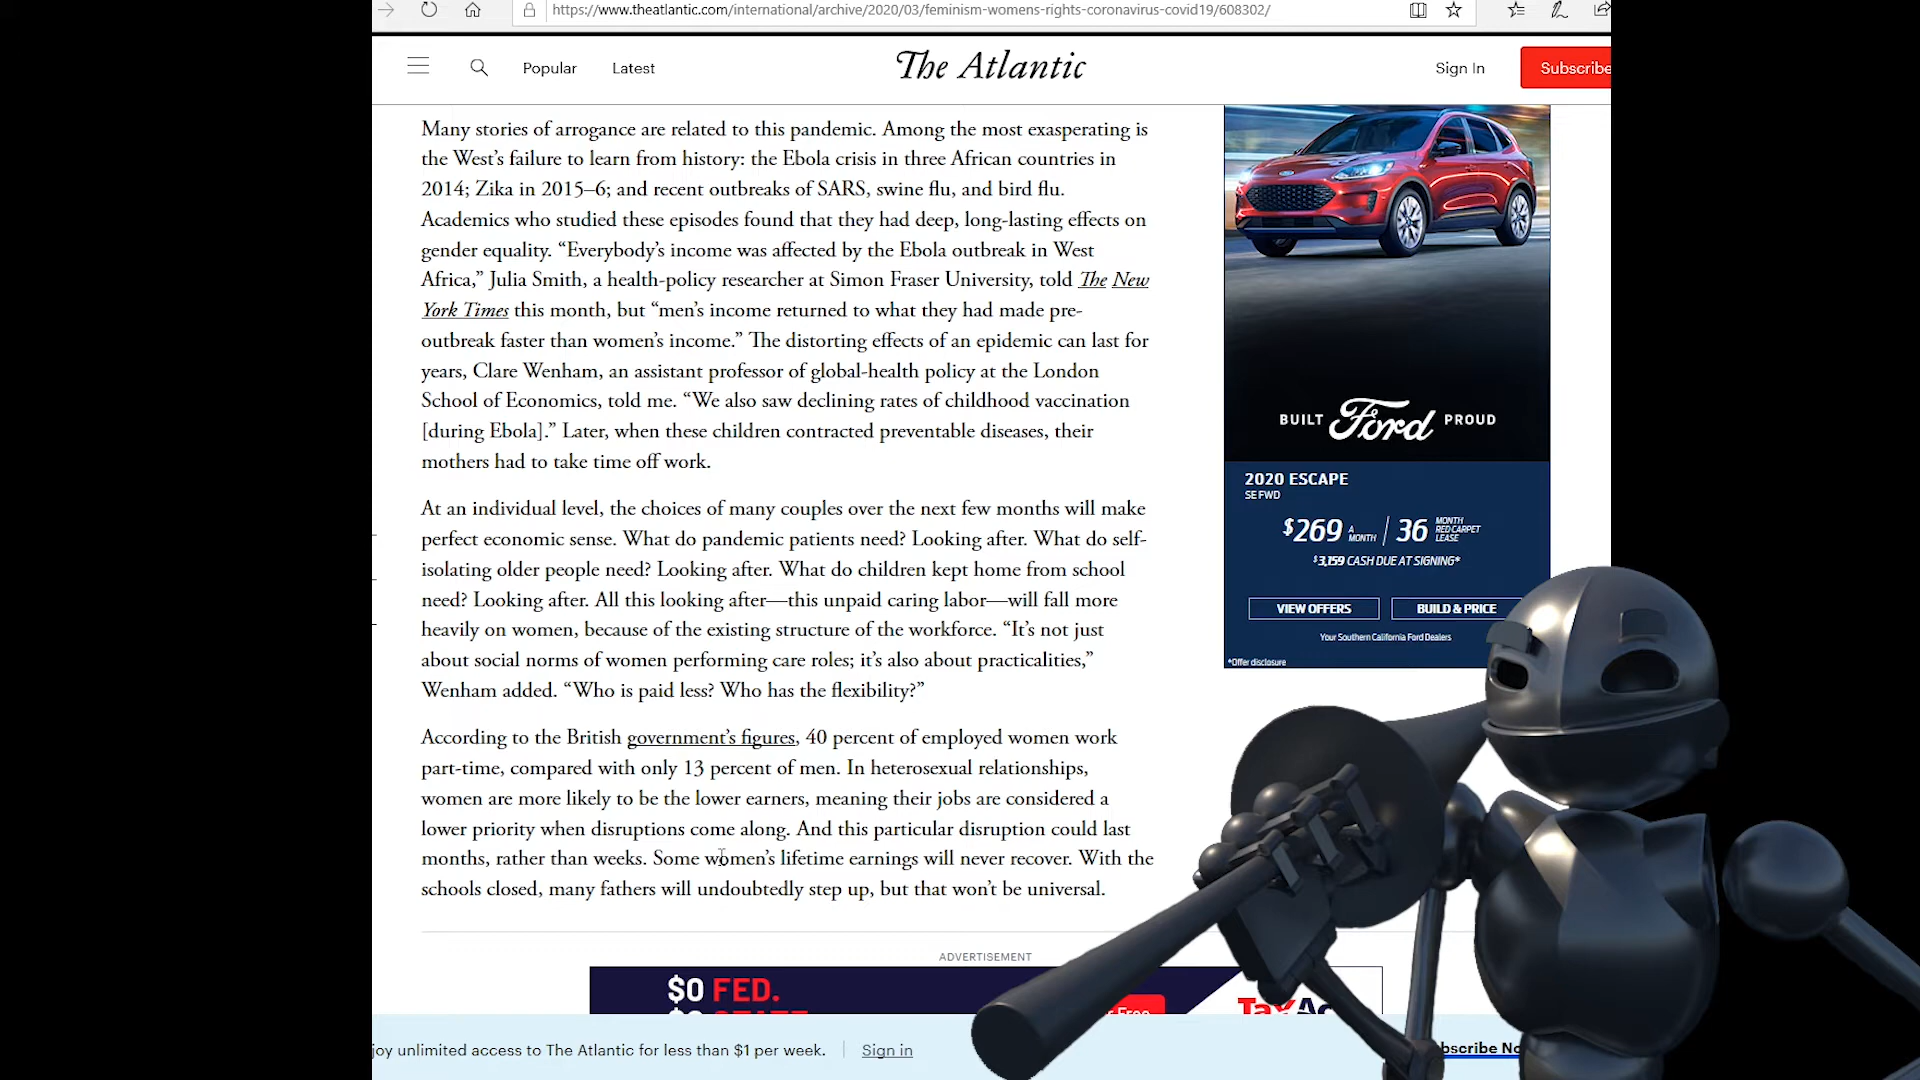 https://www.theatlantic.com/international/archive/2020/03/feminism-womens-rights-coronavirus-covid19/608302/
Popular
Latest
The Atlantic
Sign In
Subscribe
Many stories of arrogance are related to this pandemic. Among the most exasperating is
the West’s failure to learn from history: the Ebola crisis in three African countries in
2014; Zika in 2015–6; and recent outbreaks of SARS, swine flu, and bird flu.
Academics who studied these episodes found that they had deep, long-lasting effects on
gender equality. “Everybody’s income was affected by the Ebola outbreak in West
Africa,” Julia Smith, a health-policy researcher at Simon Fraser University, told The New
York Times this month, but “men’s income returned to what they had made pre-
outbreak faster than women’s income.” The distorting effects of an epidemic can last for
years, Clare Wenham, an assistant professor of global-health policy at the London
School of Economics, told me. “We also saw declining rates of childhood vaccination
[during Ebola].” Later, when these children contracted preventable diseases, their
mothers had to take time off work.
At an individual level, the choices of many couples over the next few months will make
perfect economic sense. What do pandemic patients need? Looking after. What do self-
isolating older people need? Looking after. What do children kept home from school
need? Looking after. All this looking after—this unpaid caring labor—will fall more
heavily on women, because of the existing structure of the workforce. “It’s not just
about social norms of women performing care roles; it’s also about practicalities,”
Wenham added. “Who is paid less? Who has the flexibility?”
According to the British government’s figures, 40 percent of employed women work
part-time, compared with only 13 percent of men. In heterosexual relationships,
women are more likely to be the lower earners, meaning their jobs are considered a
lower priority when disruptions come along. And this particular disruption could last
months, rather than weeks. Some women’s lifetime earnings will never recover. With the
schools closed, many fathers will undoubtedly step up, but that won’t be universal.
BUILT Ford PROUD
2020 ESCAPE
SE FWD
$269 A MONTH / 36 MONTH RED CARPET LEASE
$3,159 CASH DUE AT SIGNING*
VIEW OFFERS
BUILD & PRICE
Your Southern California Ford Dealers
*Offer disclosure
ADVERTISEMENT
$0 FED.
joy unlimited access to The Atlantic for less than $1 per week.
Sign in